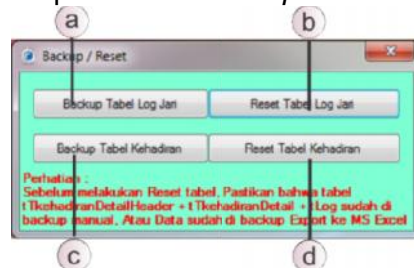 a
b
Backup / Reset
Backup Tabel Log Jari
Reset Tabel Log Jari
Backup Tabel Kehadiran
Reset Tabel Kehadiran
Perhatian :
Sebelum melakukan Reset tabel, Pastikan bahwa tabel
tTkehadiranDetailHeader + tTkehadiranDetail + tLog sudah di
backup manual, Atau Data sudah di backup Export ke MS Excel
c
d